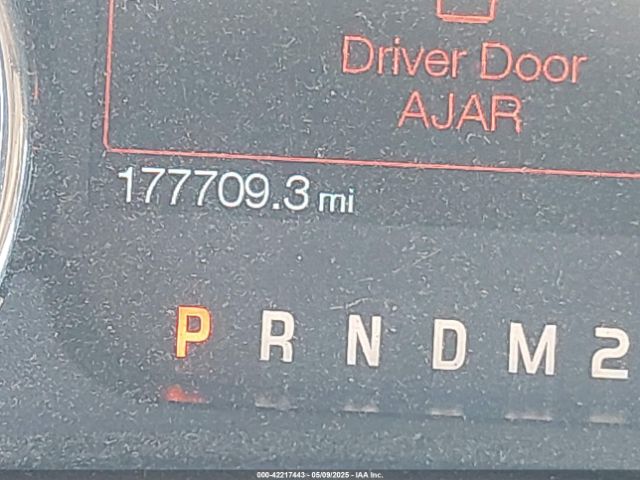 Driver Door
AJAR
177709.3 mi
P R N D M 2
000-42217443 - 05/09/2025 - IAA Inc.